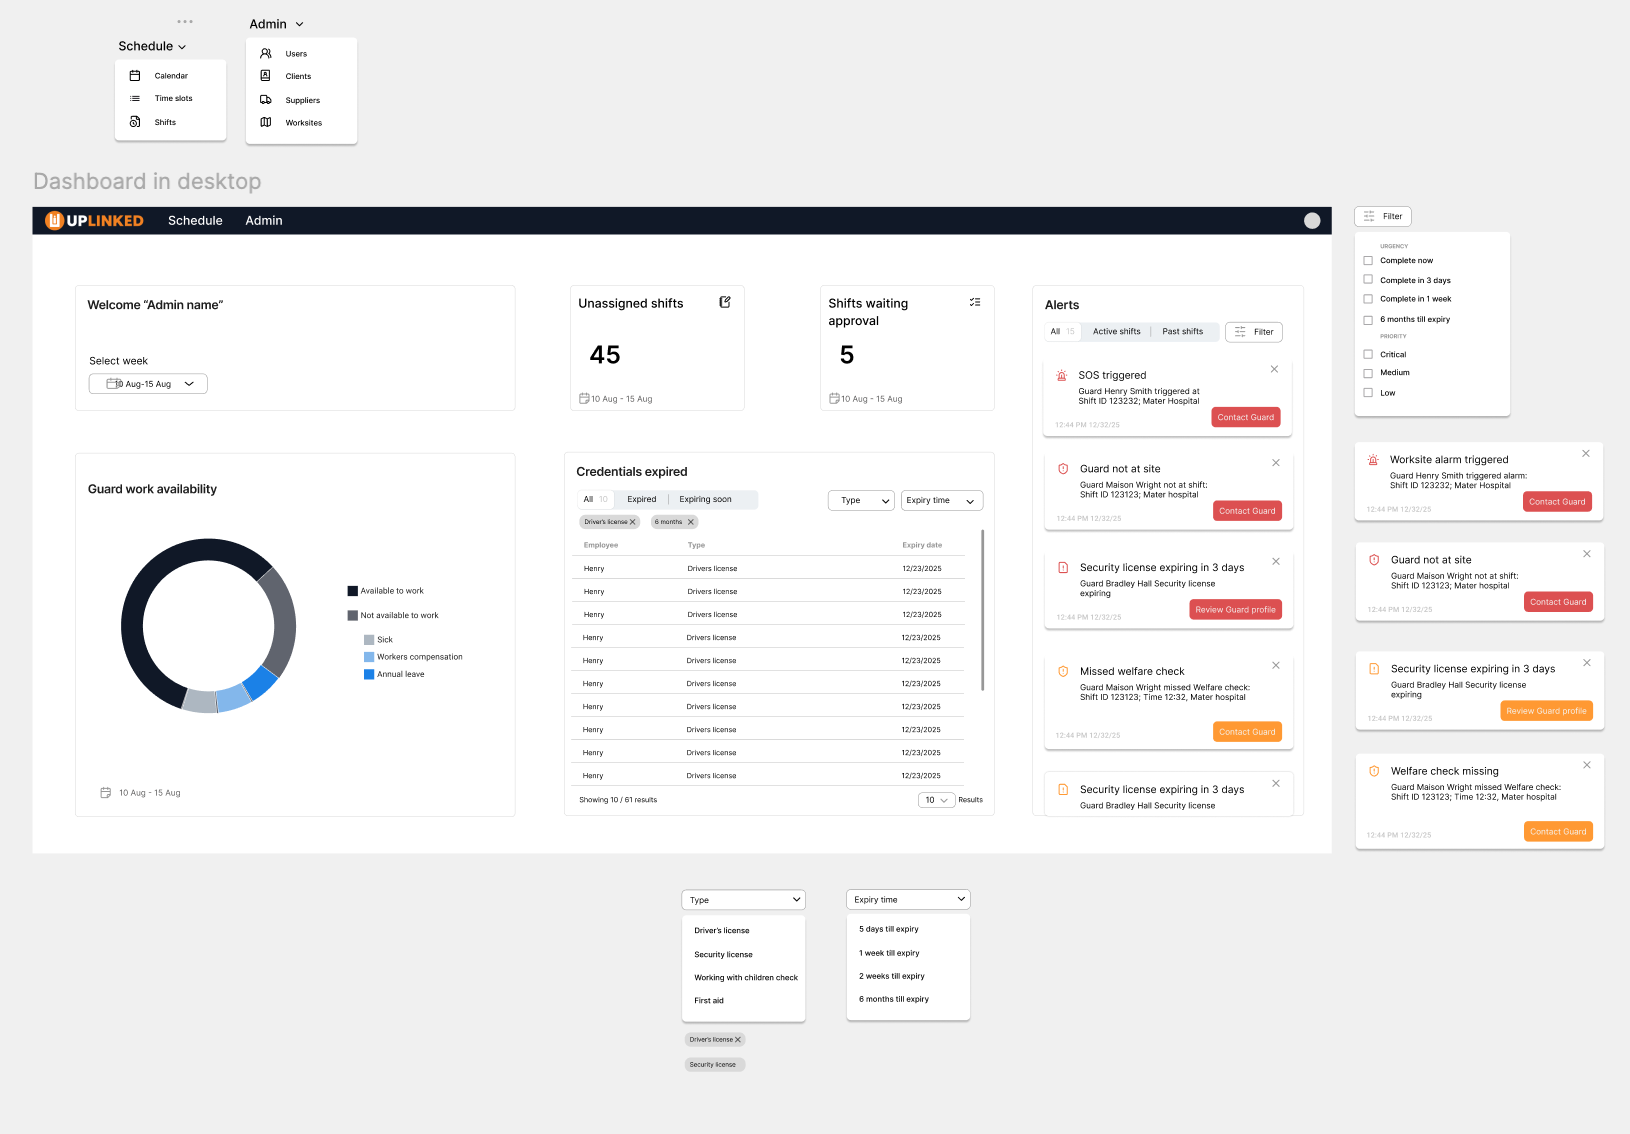 Schedule
Calendar
Time slots
Shifts
Admin
Users
Clients
Suppliers
Worksites
Dashboard in desktop
UPLINKED
Schedule
Admin
Welcome “Admin name”
Select week
10 Aug-15 Aug
Unassigned shifts
45
10 Aug - 15 Aug
Shifts waiting
approval
5
10 Aug - 15 Aug
Guard work availability
Available to work
Not available to work
Sick
Workers compensation
Annual leave
10 Aug - 15 Aug
Credentials expired
All 10
Expired
Expiring soon
Type
Expiry time
Driver's license
6 months
Employee Type Expiry date
Henry Drivers license 12/23/2025
Henry Drivers license 12/23/2025
Henry Drivers license 12/23/2025
Henry Drivers license 12/23/2025
Henry Drivers license 12/23/2025
Henry Drivers license 12/23/2025
Henry Drivers license 12/23/2025
Henry Drivers license 12/23/2025
Henry Drivers license 12/23/2025
Henry Drivers license 12/23/2025
Showing 10 / 61 results
10
Results
Alerts
All 15
Active shifts
Past shifts
Filter
SOS triggered
Guard Henry Smith triggered at
Shift ID 123232; Mater Hospital
Contact Guard
12:44 PM 12/32/25
Guard not at site
Guard Maison Wright not at shift:
Shift ID 123123; Mater hospital
Contact Guard
12:44 PM 12/32/25
Security license expiring in 3 days
Guard Bradley Hall Security license
expiring
Review Guard profile
12:44 PM 12/32/25
Missed welfare check
Guard Maison Wright missed Welfare check:
Shift ID 123123; Time 12:32, Mater hospital
Contact Guard
12:44 PM 12/32/25
Security license expiring in 3 days
Guard Bradley Hall Security license
Filter
URGENCY
Complete now
Complete in 3 days
Complete in 1 week
6 months till expiry
PRIORITY
Critical
Medium
Low
Worksite alarm triggered
Guard Henry Smith triggered alarm:
Shift ID 123232; Mater Hospital
Contact Guard
12:44 PM 12/32/25
Guard not at site
Guard Maison Wright not at shift:
Shift ID 123123; Mater hospital
Contact Guard
12:44 PM 12/32/25
Security license expiring in 3 days
Guard Bradley Hall Security license
expiring
Review Guard profile
12:44 PM 12/32/25
Welfare check missing
Guard Maison Wright missed Welfare check:
Shift ID 123123; Time 12:32, Mater hospital
Contact Guard
12:44 PM 12/32/25
Type
Driver's license
Security license
Working with children check
First aid
Driver's license
Security license
Expiry time
5 days till expiry
1 week till expiry
2 weeks till expiry
6 months till expiry